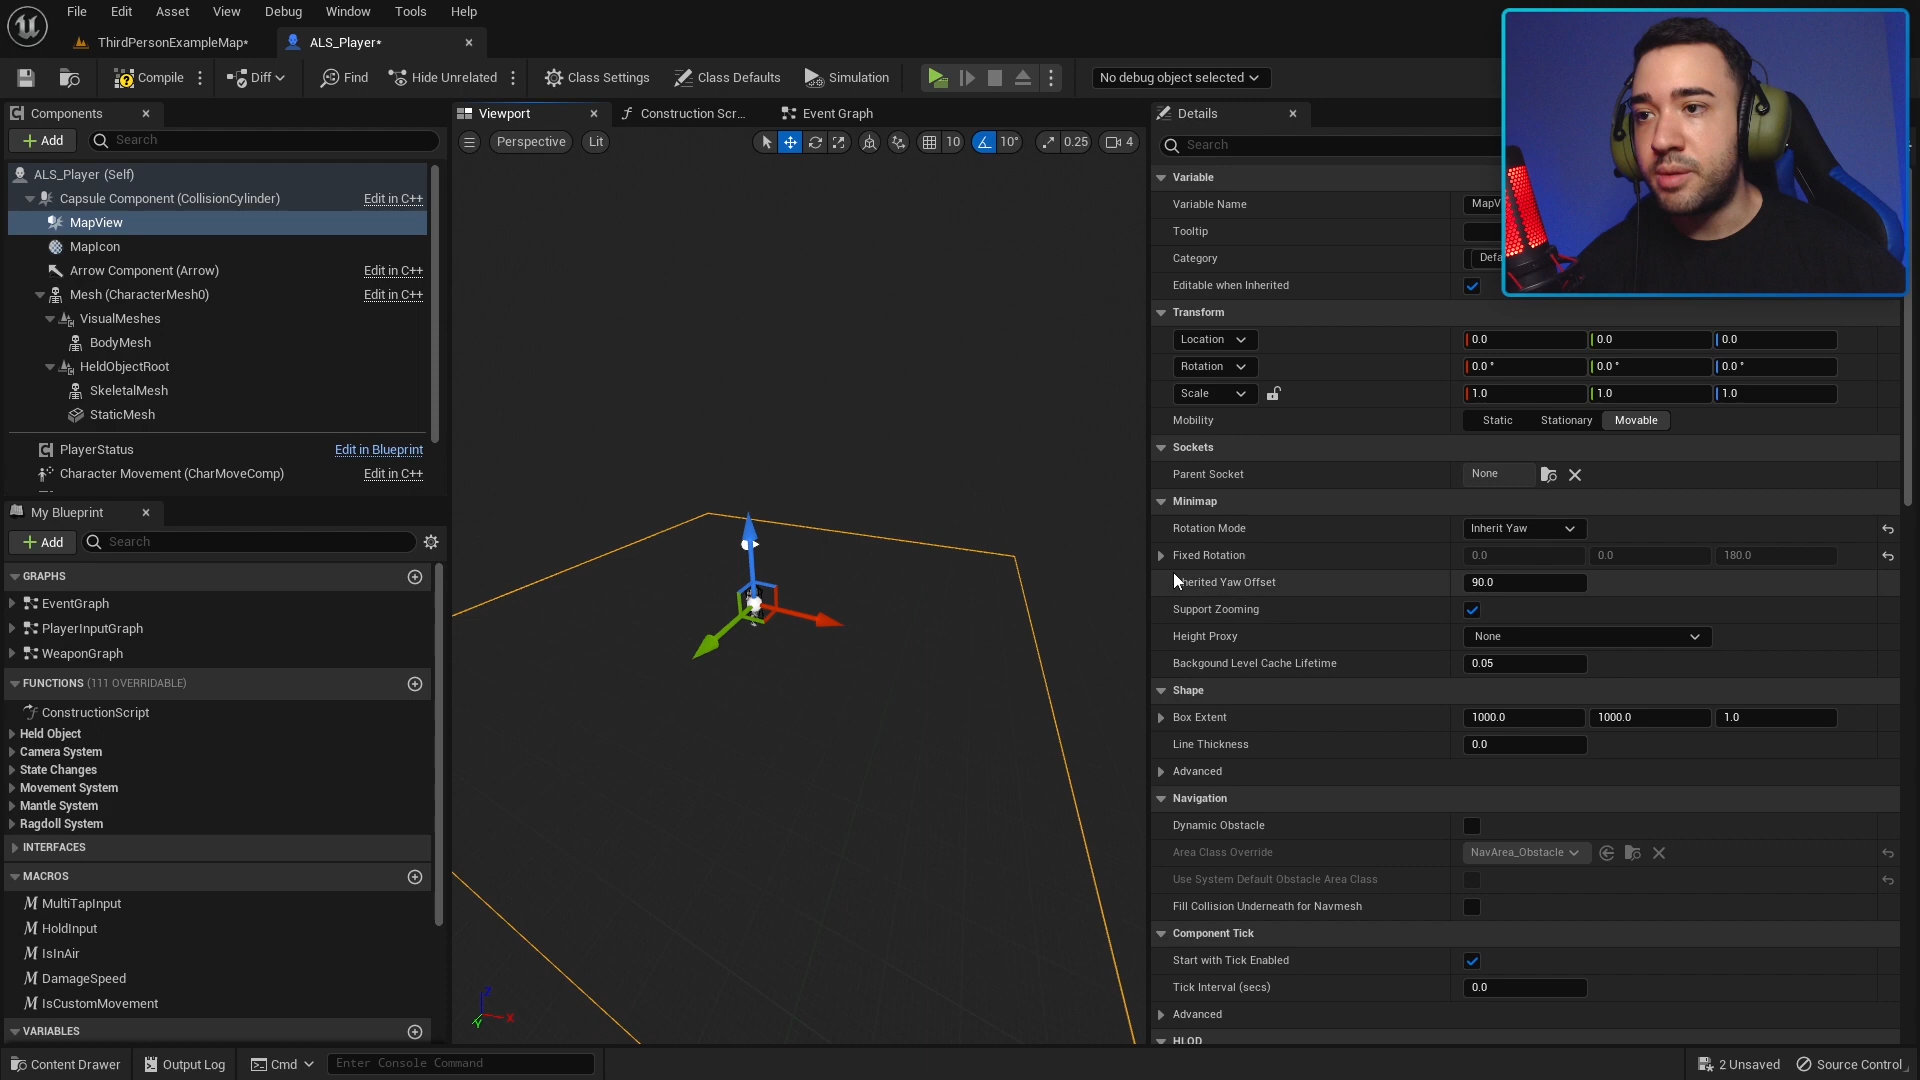 File Edit Asset View Debug Window Tools Help
ThirdPersonExampleMap* ALS_Player*
Compile Diff Find Hide Unrelated Class Settings Class Defaults Simulation No debug object selected
Components
Add Search
ALS_Player (Self)
Capsule Component (CollisionCylinder) Edit in C++
MapView
MapIcon
Arrow Component (Arrow) Edit in C++
Mesh (CharacterMesh0) Edit in C++
VisualMeshes
BodyMesh
HeldObjectRoot
SkeletalMesh
StaticMesh
PlayerStatus Edit in Blueprint
Character Movement (CharMoveComp) Edit in C++
My Blueprint
Add Search
GRAPHS
EventGraph
PlayerInputGraph
WeaponGraph
FUNCTIONS (111 OVERRIDABLE)
ConstructionScript
Held Object
Camera System
State Changes
Movement System
Mantle System
Ragdoll System
INTERFACES
MACROS
MultiTapInput
HoldInput
IsInAir
DamageSpeed
IsCustomMovement
VARIABLES
Viewport Construction Scr... Event Graph
Perspective Lit 10 10° 0.25 4
Z
X
Y
Details
Search
Variable
Variable Name MapV
Tooltip
Category Defa
Editable when Inherited
Transform
Location 0.0 0.0 0.0
Rotation 0.0 ° 0.0 ° 0.0 °
Scale 1.0 1.0 1.0
Mobility Static Stationary Movable
Sockets
Parent Socket None
Minimap
Rotation Mode Inherit Yaw
Fixed Rotation 0.0 0.0 180.0
nherited Yaw Offset 90.0
Support Zooming
Height Proxy None
Backgound Level Cache Lifetime 0.05
Shape
Box Extent 1000.0 1000.0 1.0
Line Thickness 0.0
Advanced
Navigation
Dynamic Obstacle
Area Class Override NavArea_Obstacle
Use System Default Obstacle Area Class
Fill Collision Underneath for Navmesh
Component Tick
Start with Tick Enabled
Tick Interval (secs) 0.0
Advanced
HLOD
Content Drawer Output Log Cmd Enter Console Command 2 Unsaved Source Control